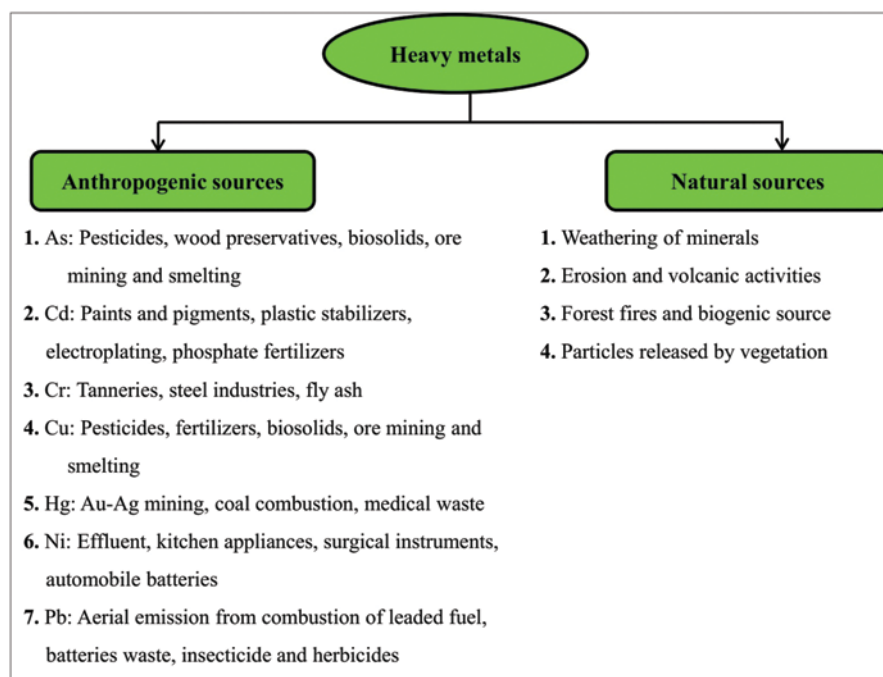 Heavy metals
Anthropogenic sources
1. As: Pesticides, wood preservatives, biosolids, ore
mining and smelting
2. Cd: Paints and pigments, plastic stabilizers,
electroplating, phosphate fertilizers
3. Cr: Tanneries, steel industries, fly ash
4. Cu: Pesticides, fertilizers, biosolids, ore mining and
smelting
5. Hg: Au-Ag mining, coal combustion, medical waste
6. Ni: Effluent, kitchen appliances, surgical instruments,
automobile batteries
7. Pb: Aerial emission from combustion of leaded fuel,
batteries waste, insecticide and herbicides
Natural sources
1. Weathering of minerals
2. Erosion and volcanic activities
3. Forest fires and biogenic source
4. Particles released by vegetation